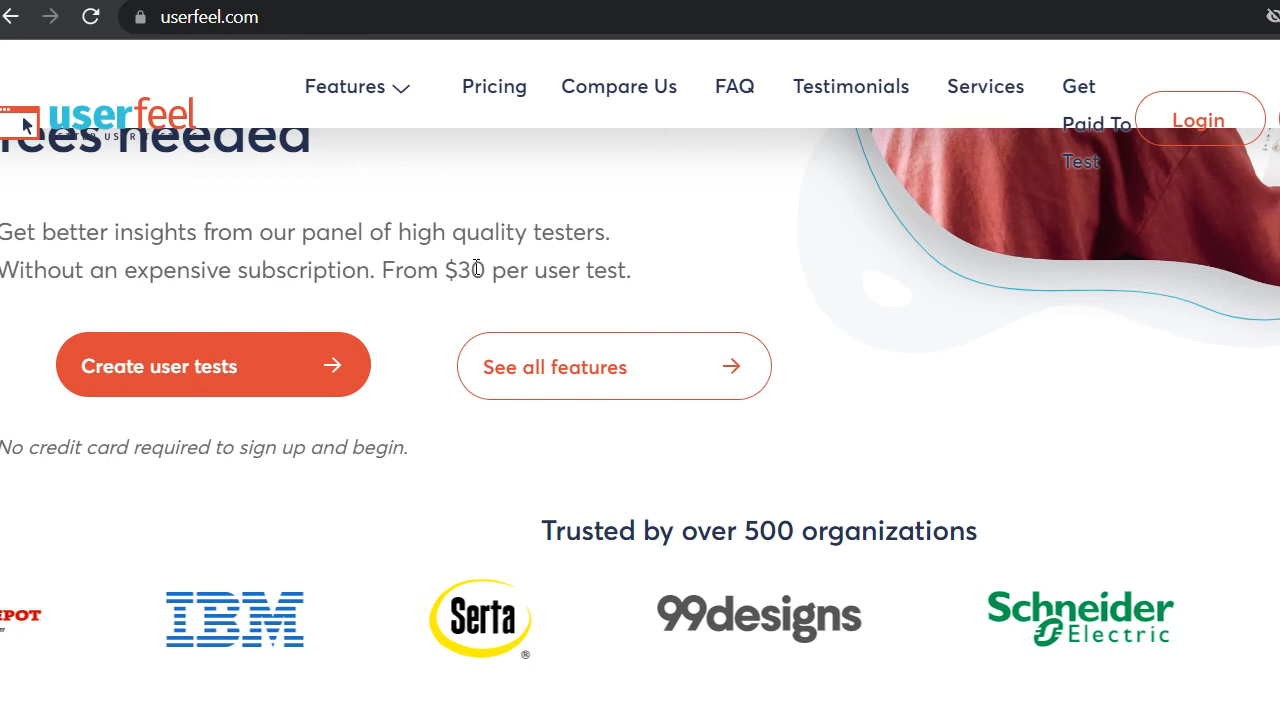 userfeel.com
Features Pricing Compare Us FAQ Testimonials Services Get Paid To Test
userfeel
Login
fees needed
Get better insights from our panel of high quality testers.
Without an expensive subscription. From $30 per user test.
Create user tests
See all features
No credit card required to sign up and begin.
Trusted by over 500 organizations
EPOT
IBM
Serta
®
99designs
Schneider
Electric